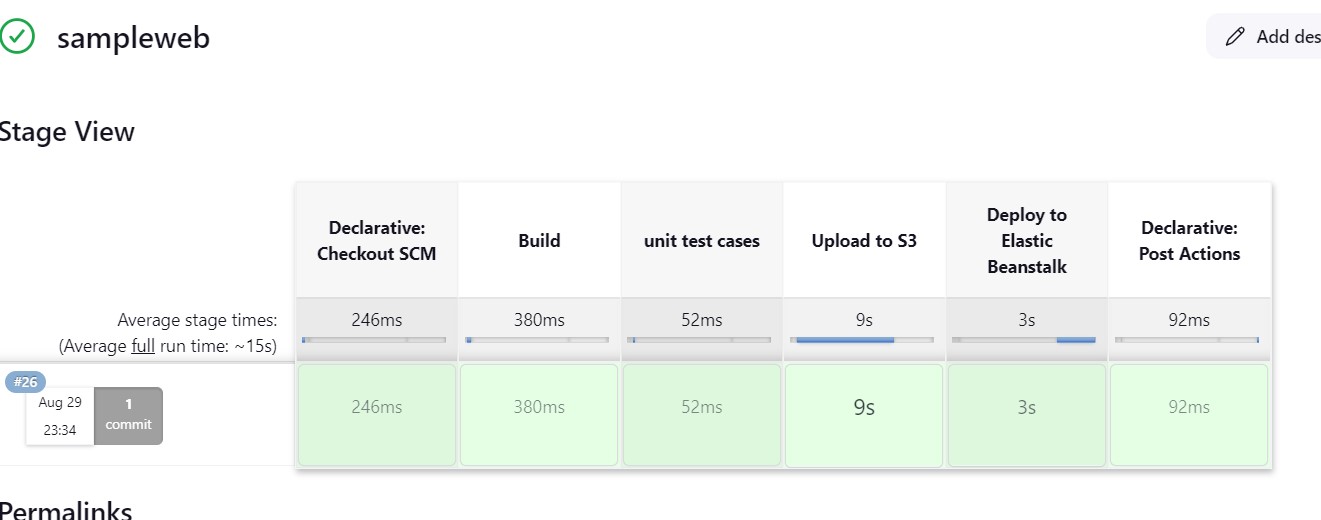 sampleweb
Add des
Stage View
Declarative:
Checkout SCM
Build
unit test cases
Upload to S3
Deploy to
Elastic
Beanstalk
Declarative:
Post Actions
Average stage times:
(Average full run time: ~15s)
246ms
380ms
52ms
9s
3s
92ms
#26
Aug 29
23:34
1
commit
246ms
380ms
52ms
9s
3s
92ms
Permalinks